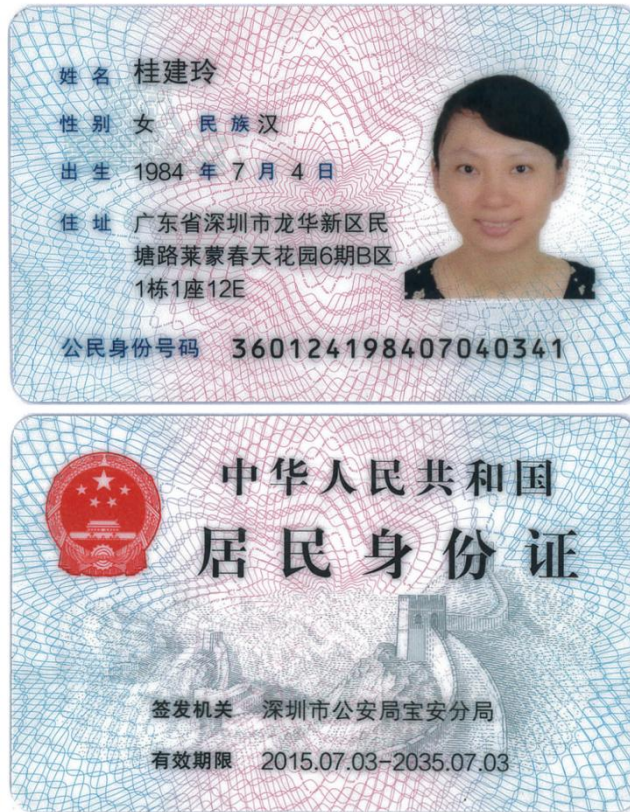 姓名 桂建玲
性别 女 民族 汉
出生 1984 年 7 月 4 日
住址 广东省深圳市龙华新区民
塘路莱蒙春天花园6期B区
1栋1座12E
公民身份号码 360124198407040341
中华人民共和国
居民身份证
签发机关 深圳市公安局宝安分局
有效期限 2015.07.03-2035.07.03